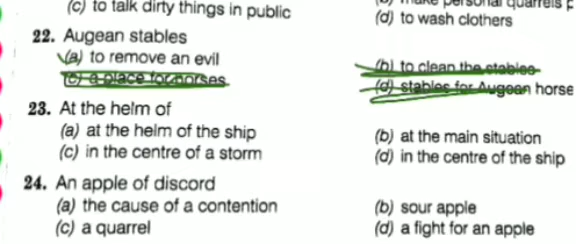 (c) to talk dirty things in public
make personal quarrels
(d) to wash clothers
22. Augean stables
(a) to remove an evil
(b) to clean the stables
(c) a place for horses
(d) stables for Augean horse
23. At the helm of
(a) at the helm of the ship
(b) at the main situation
(c) in the centre of a storm
(d) in the centre of the ship
24. An apple of discord
(a) the cause of a contention
(b) sour apple
(c) a quarrel
(d) a fight for an apple